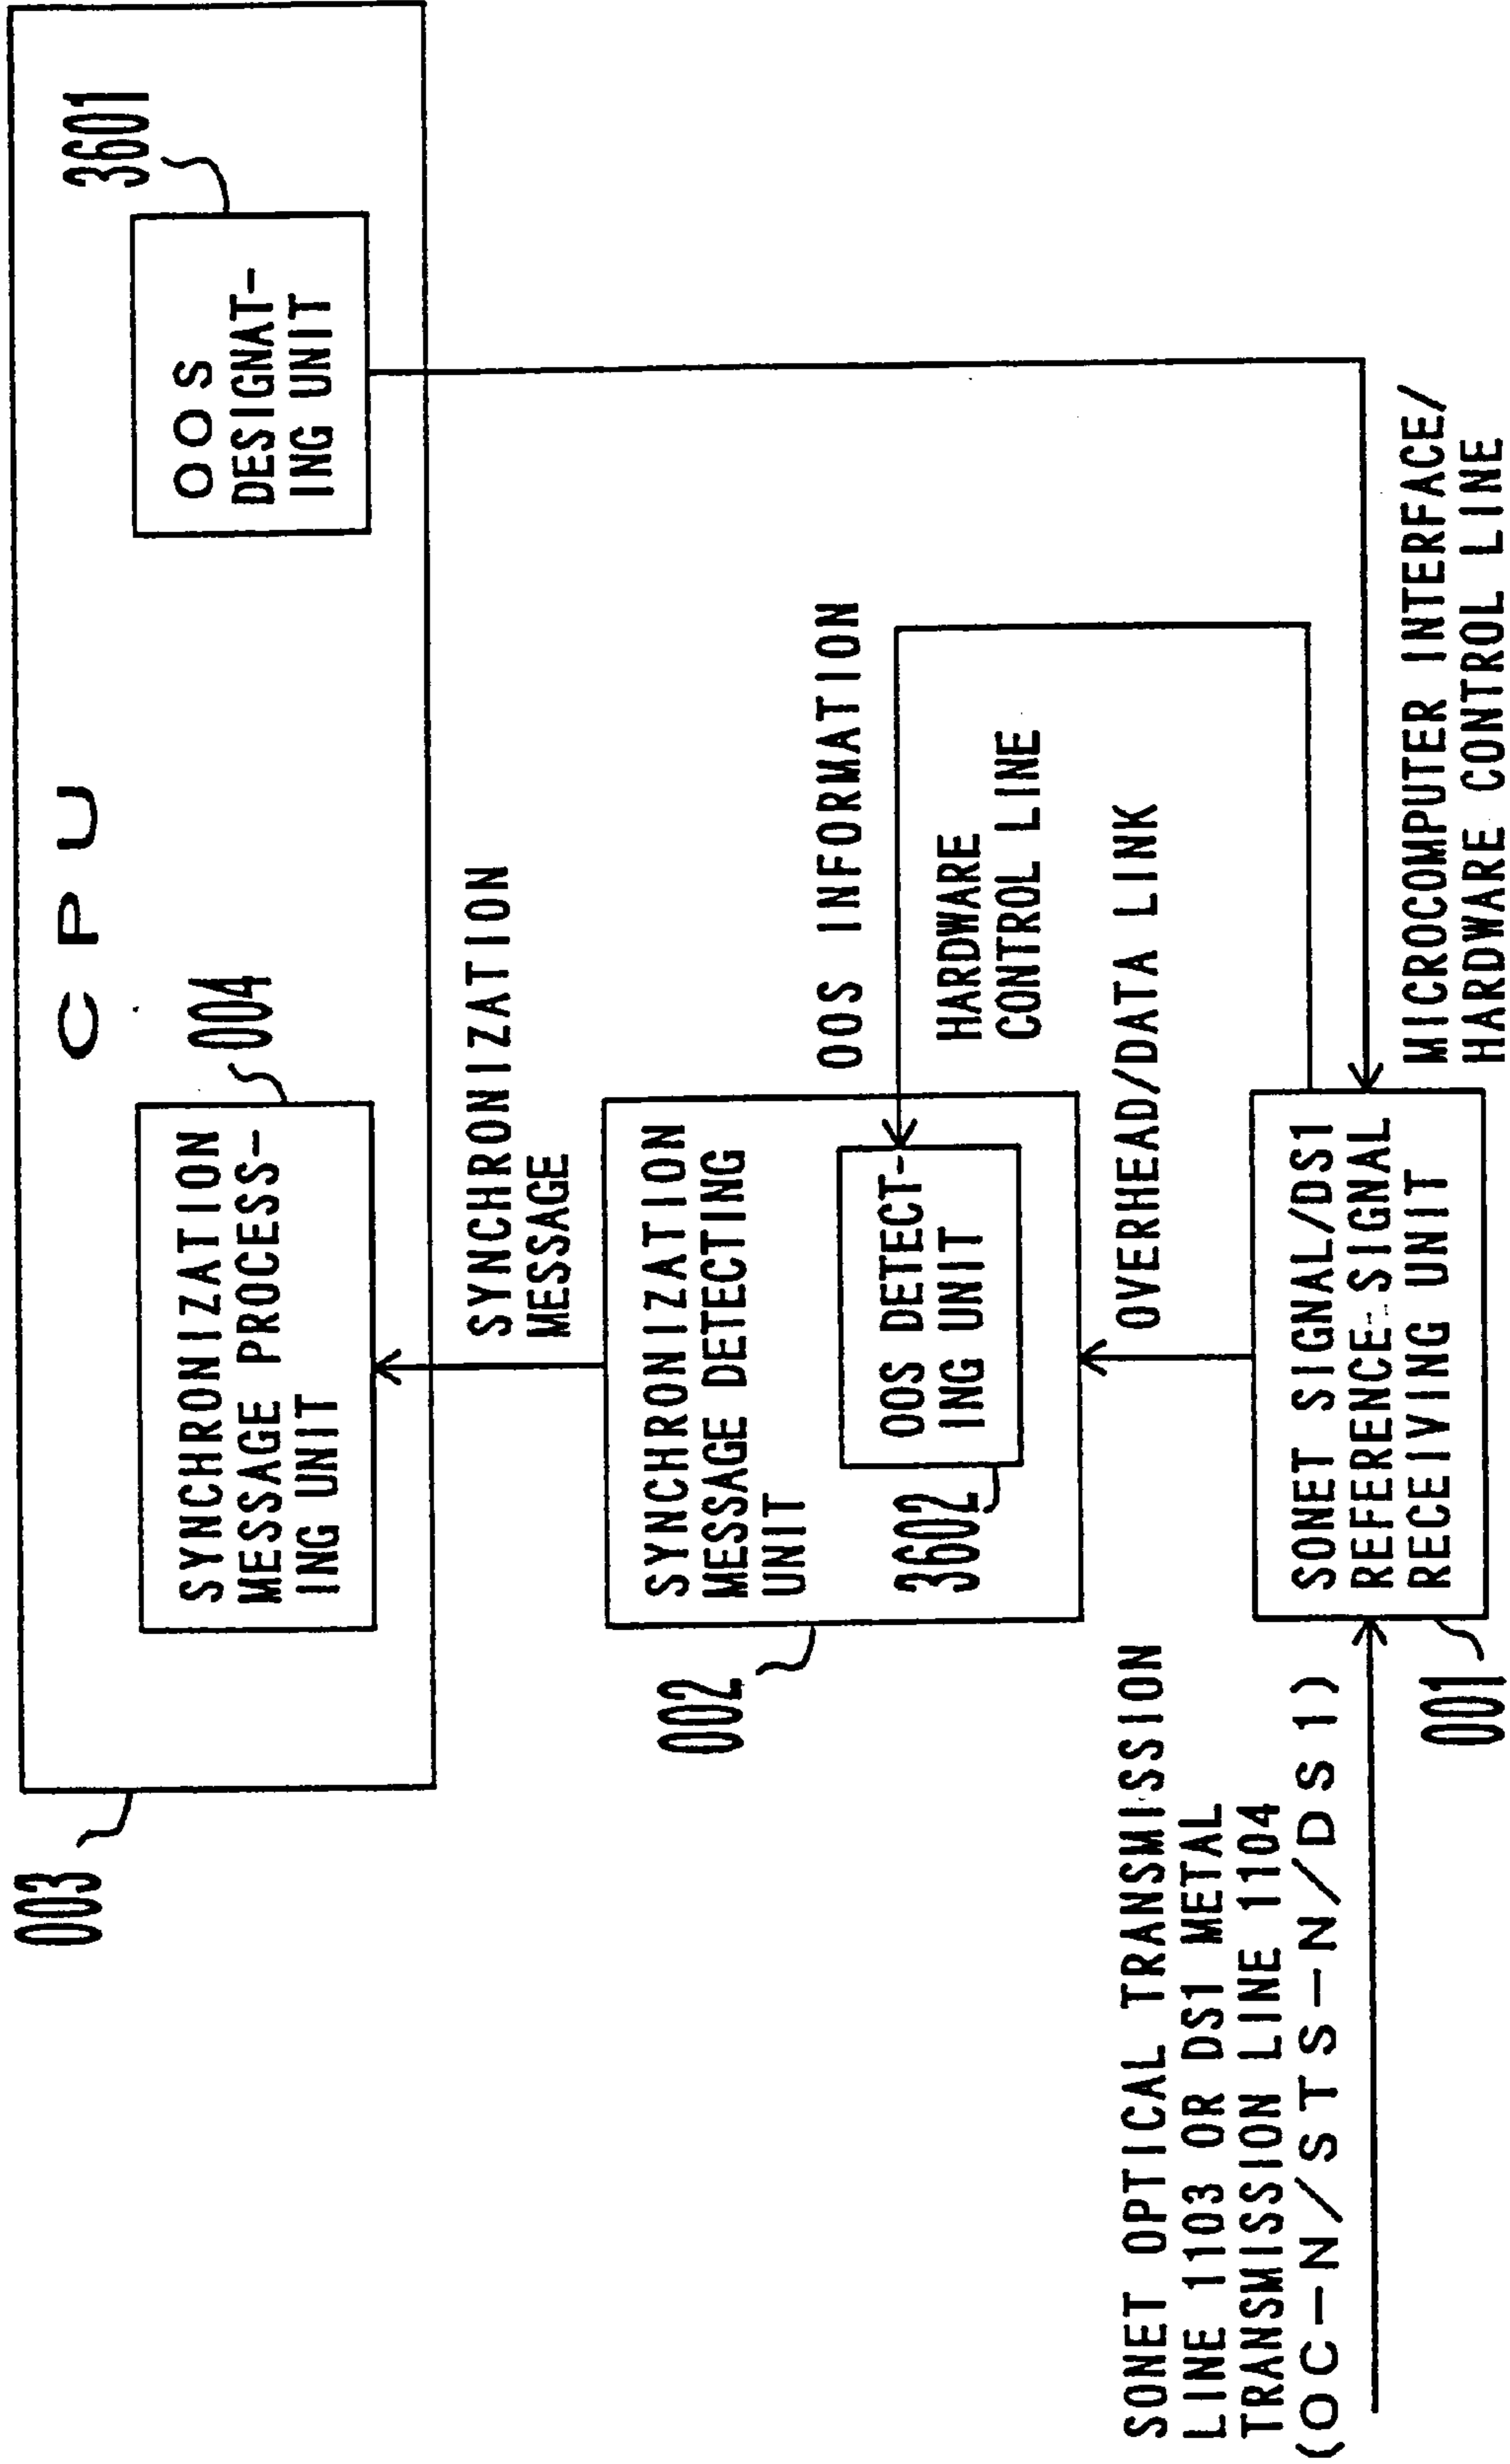 003
CPU
SYNCHRONIZATION
MESSAGE PROCESS-
ING UNIT
004
OOS
DESIGNAT-
ING UNIT
3601
SYNCHRONIZATION
MESSAGE
002
SYNCHRONIZATION
MESSAGE DETECTING
UNIT
OOS DETECT-
ING UNIT
3602
OOS INFORMATION
HARDWARE
CONTROL LINE
OVERHEAD/DATA LINK
SONET OPTICAL TRANSMISSION
LINE 1103 OR DS1 METAL
TRANSMISSION LINE 1104
(OC-N/STS-N/DS1)
SONET SIGNAL/DS1
REFERENCE SIGNAL
RECEIVING UNIT
001
MICROCOMPUTER INTERFACE/
HARDWARE CONTROL LINE